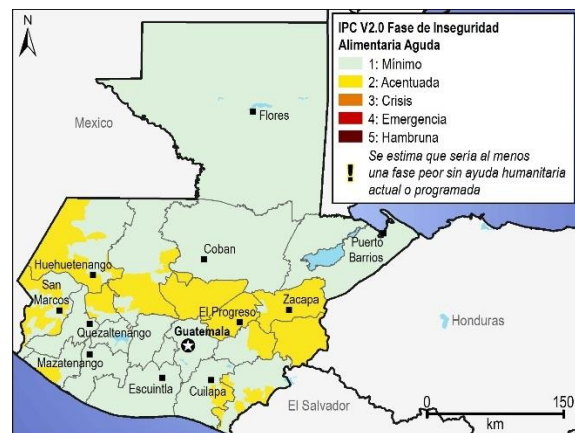 IPC V2.0 Fase de Inseguridad
Alimentaria Aguda
1: Mínimo
2: Acentuada
3: Crisis
4: Emergencia
5: Hambruna
! Se estima que seria al menos
una fase peor sin ayuda humanitaria
actual o programada
N
Mexico
Flores
Coban
Puerto
Barrios
Huehuetenango
San
Marcos
Quezaltenango
El Progreso
Zacapa
Guatemala
Mazatenango
Escuintla
Cuilapa
Honduras
El Salvador
0 150
km